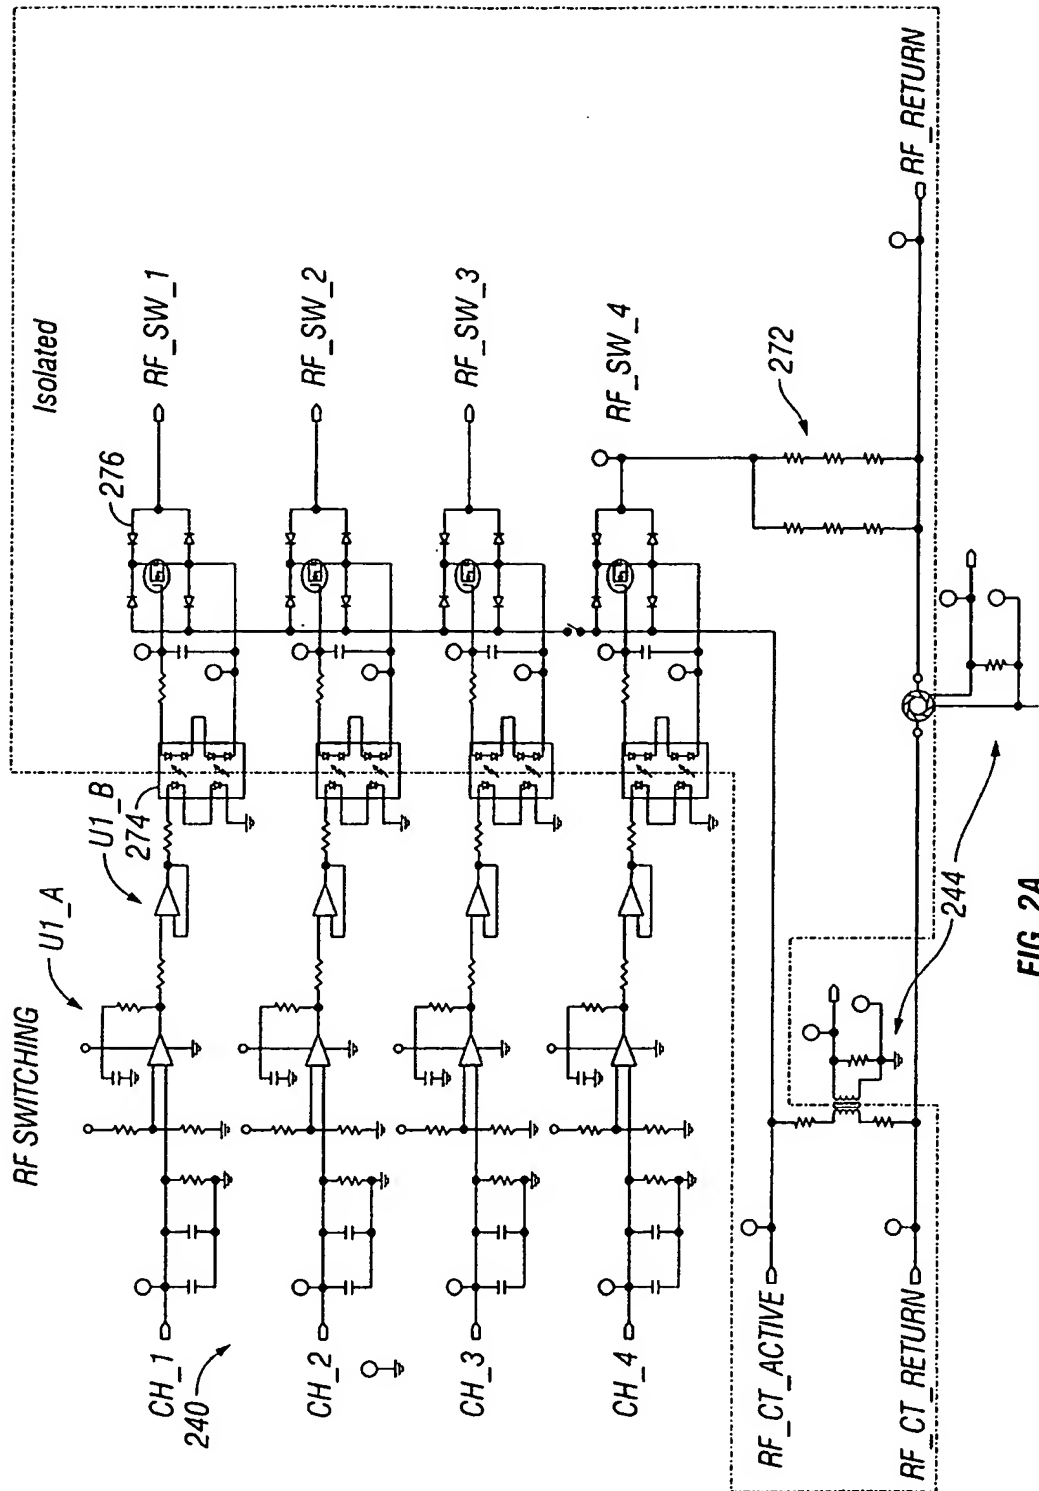 RF SWITCHING
Isolated
U1_A
U1_B
274
276
CH_1
RF_SW_1
240
CH_2
RF_SW_2
CH_3
RF_SW_3
CH_4
RF_SW_4
272
RF_CT_ACTIVE
RF_CT_RETURN
RF_RETURN
244
FIG. 2A